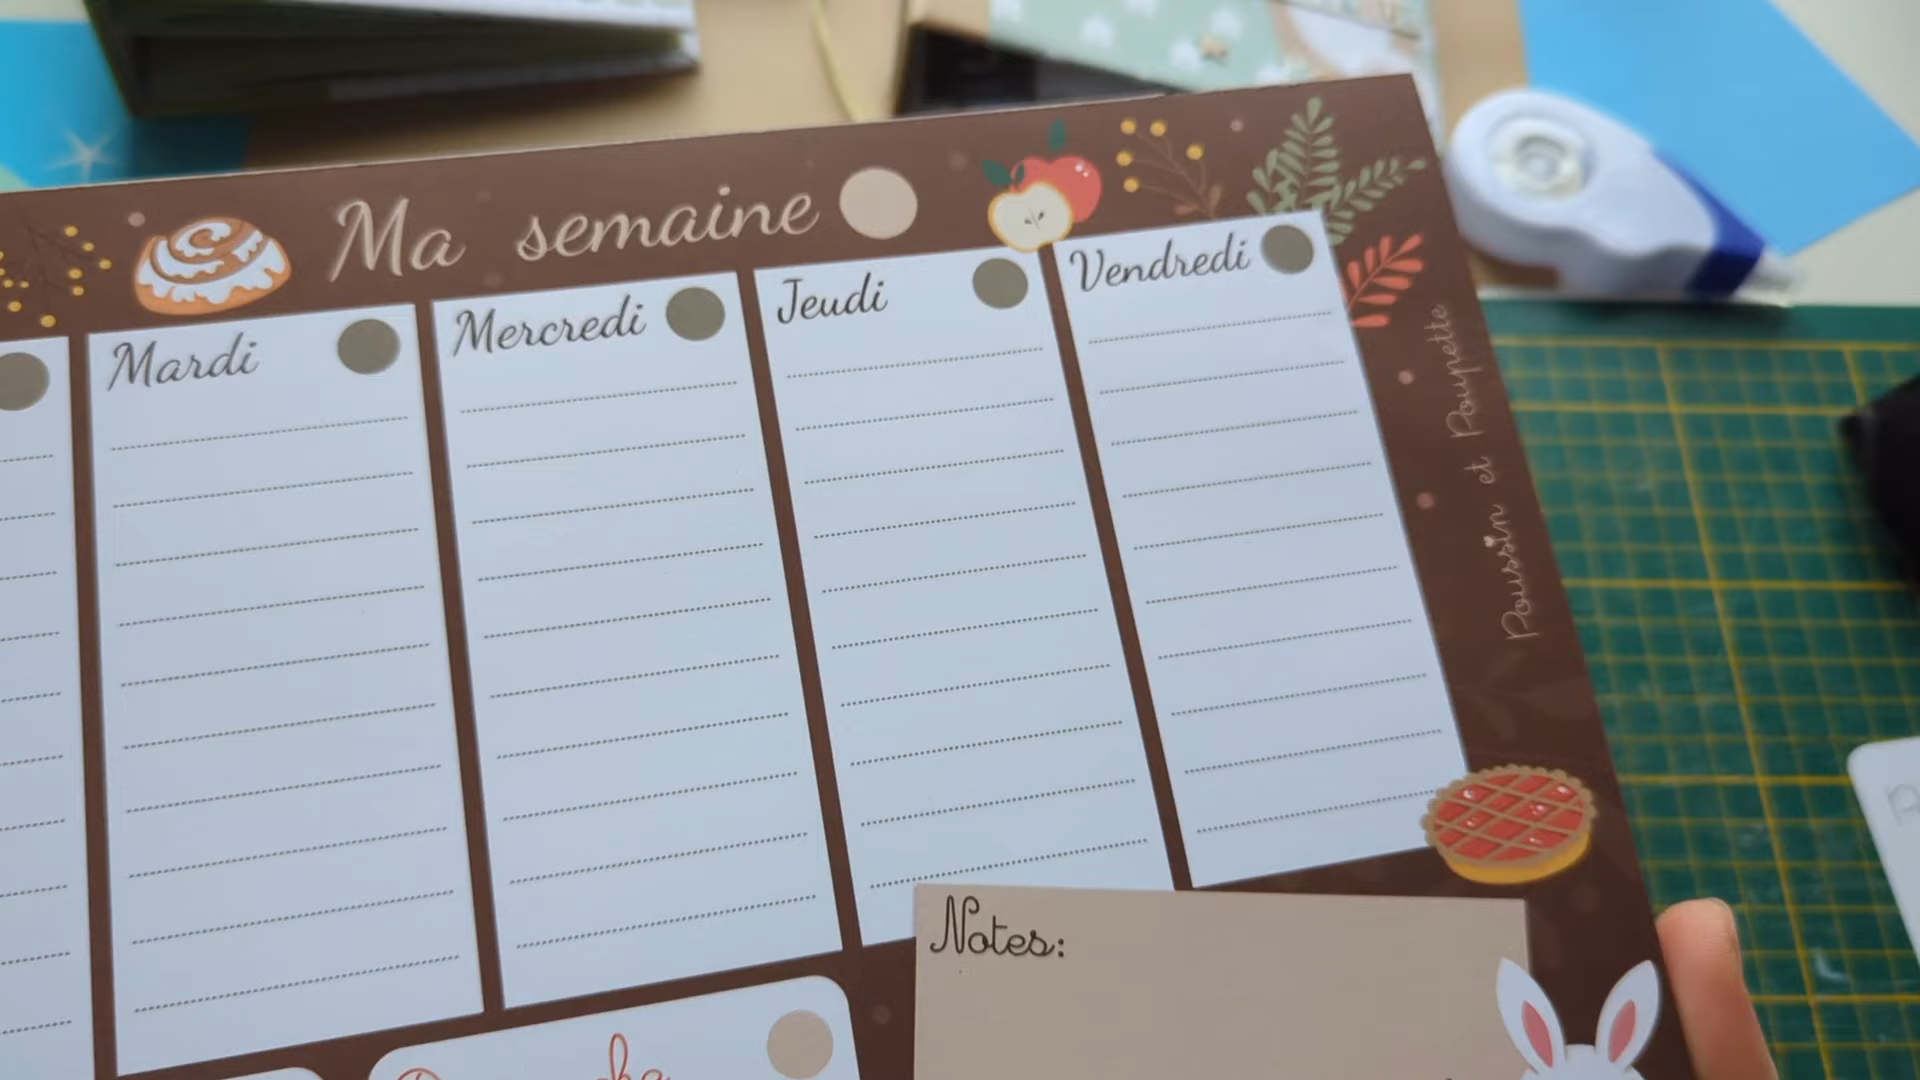 Ma semaine
Mardi
Mercredi
Jeudi
Vendredi
Poussin et Poupette
Notes: